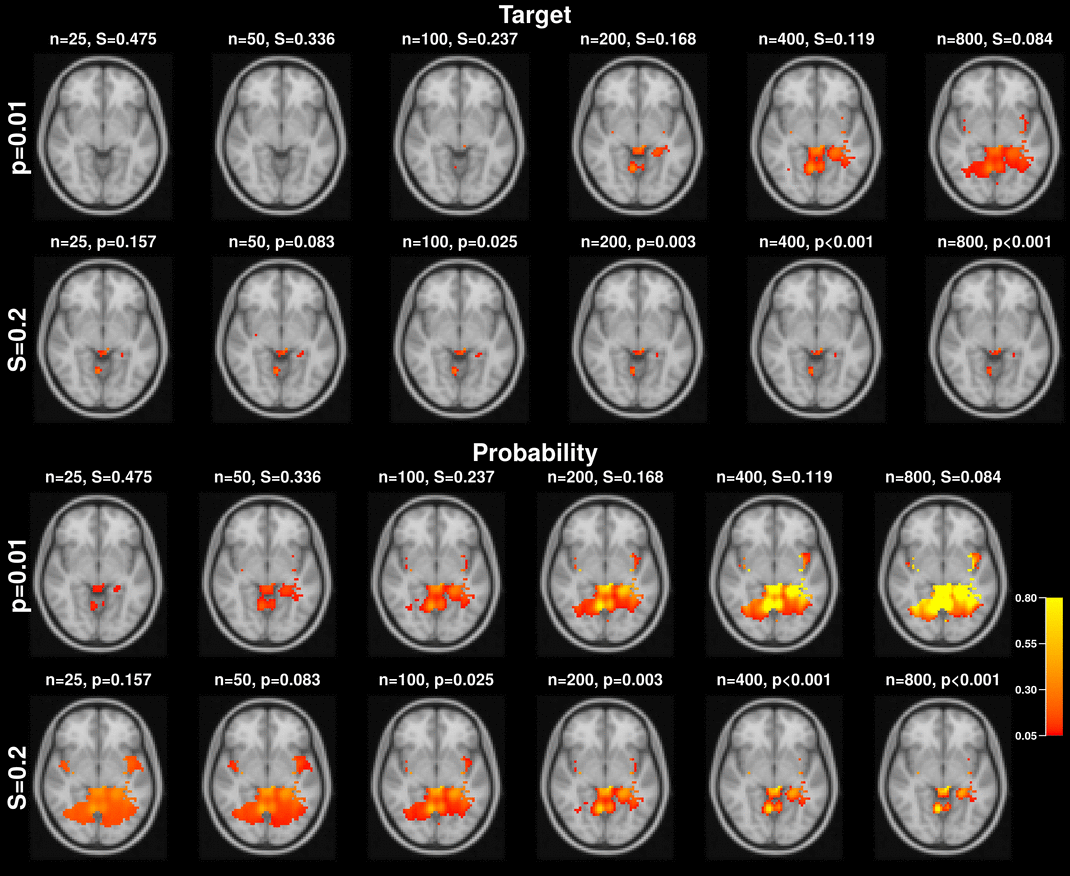 Target
n=25, S=0.475 n=50, S=0.336 n=100, S=0.237 n=200, S=0.168 n=400, S=0.119 n=800, S=0.084
p=0.01
n=25, p=0.157 n=50, p=0.083 n=100, p=0.025 n=200, p=0.003 n=400, p<0.001 n=800, p<0.001
S=0.2
Probability
n=25, S=0.475 n=50, S=0.336 n=100, S=0.237 n=200, S=0.168 n=400, S=0.119 n=800, S=0.084
p=0.01
0.80
0.55
0.30
0.05
n=25, p=0.157 n=50, p=0.083 n=100, p=0.025 n=200, p=0.003 n=400, p<0.001 n=800, p<0.001
S=0.2